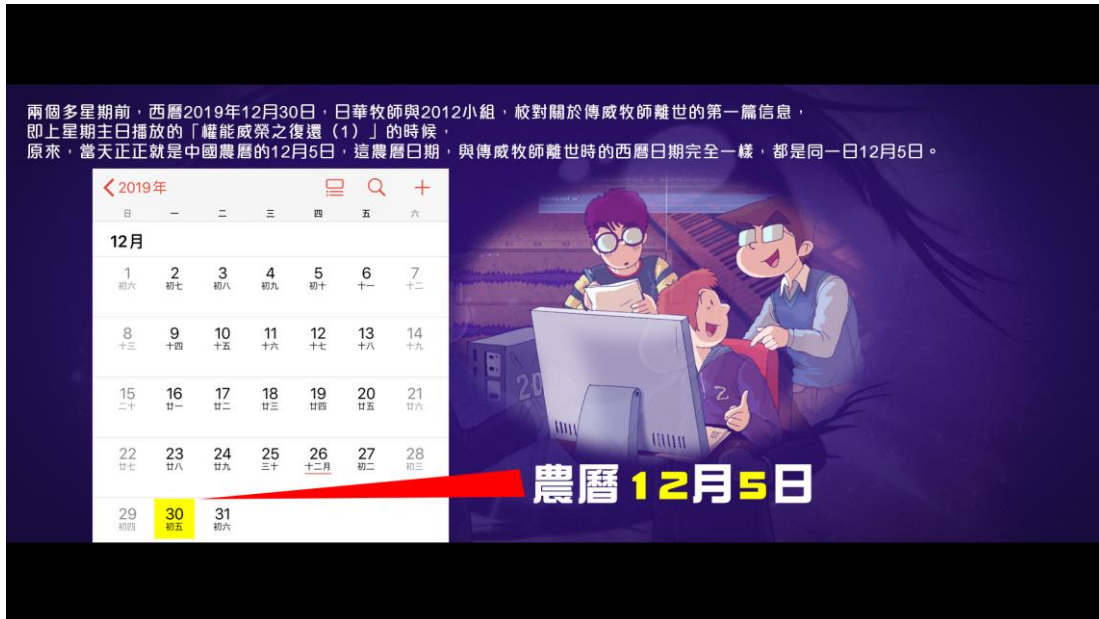 兩個多星期前，西曆2019年12月30日，日華牧師與2012小組，校對關於傳威牧師離世的第一篇信息，
即上星期主日播放的「權能威榮之復還（1）」的時候，
原來，當天正正就是中國農曆的12月5日，這農曆日期，與傳威牧師離世時的西曆日期完全一樣，都是同一日12月5日。
2019年
日 一 二 三 四 五 六
12月
1 2 3 4 5 6 7
初六 初七 初八 初九 初十 十一 十二
8 9 10 11 12 13 14
十三 十四 十五 十六 十七 十八 十九
15 16 17 18 19 20 21
二十 廿一 廿二 廿三 廿四 廿五 廿六
22 23 24 25 26 27 28
廿七 廿八 廿九 三十 十二月 初二 初三
29 30 31
初四 初五 初六
農曆12月5日